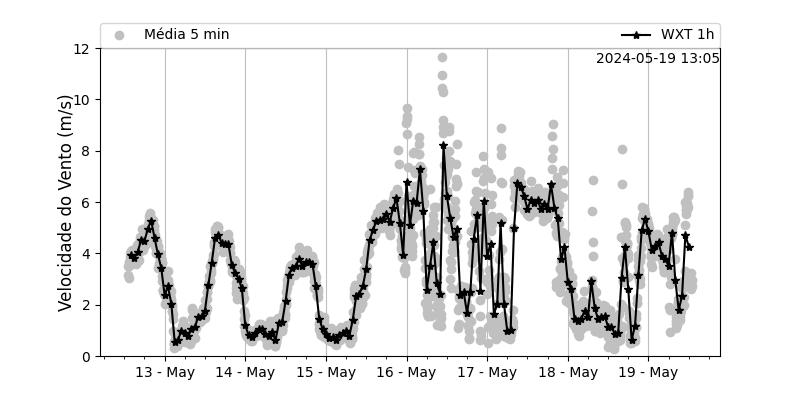 Média 5 min
WXT 1h
2024-05-19 13:05
Velocidade do Vento (m/s)
12
10
8
6
4
2
0
13 - May
14 - May
15 - May
16 - May
17 - May
18 - May
19 - May